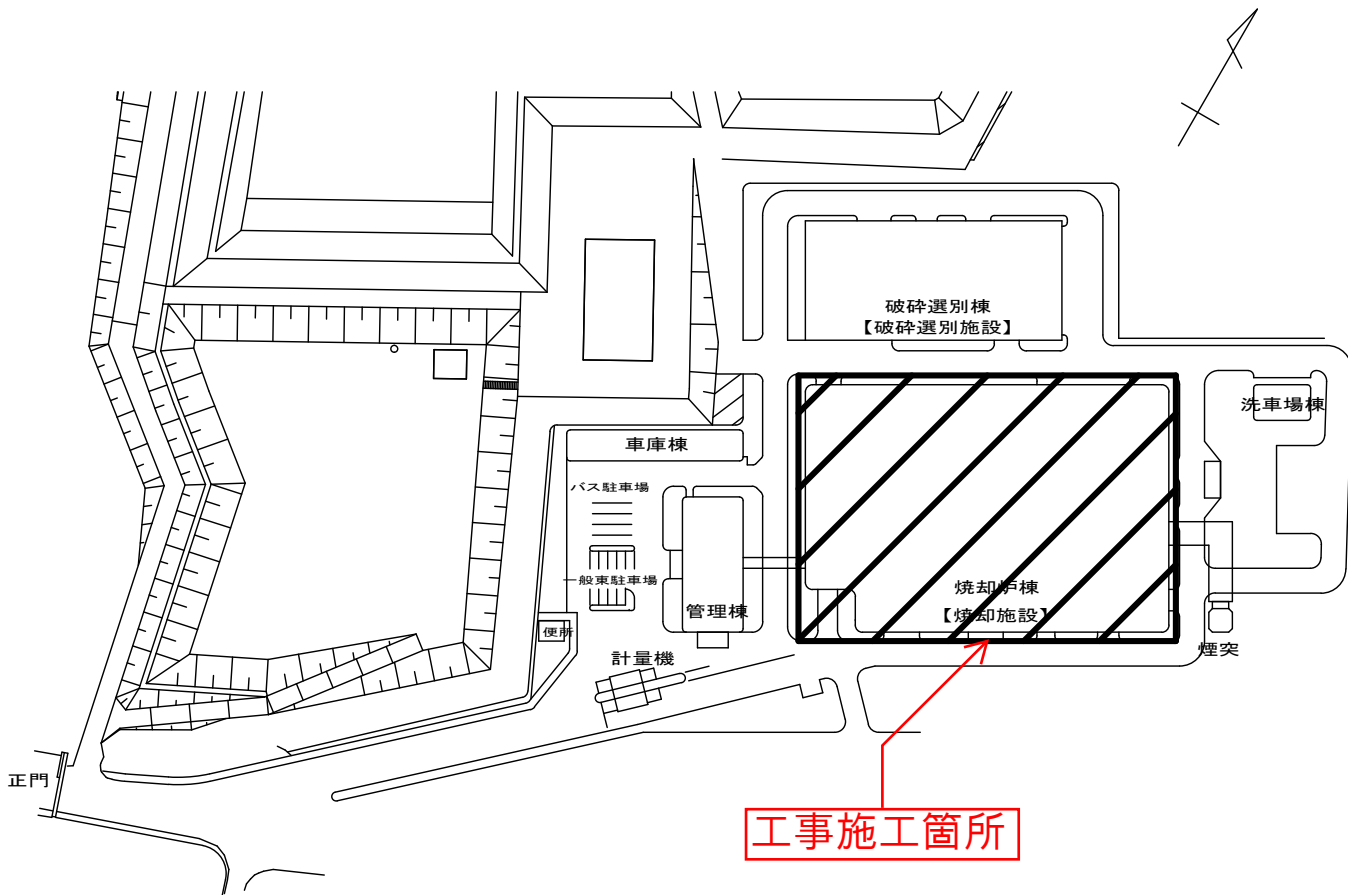 破砕選別棟
【破砕選別施設】
洗車場棟
車庫棟
バス駐車場
一般車駐車場
焼却炉棟
【焼却施設】
管理棟
便所
煙突
計量機
正門
工事施工箇所